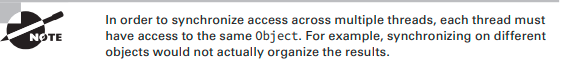 NOTE
In order to synchronize access across multiple threads, each thread must
have access to the same Object. For example, synchronizing on different
objects would not actually organize the results.